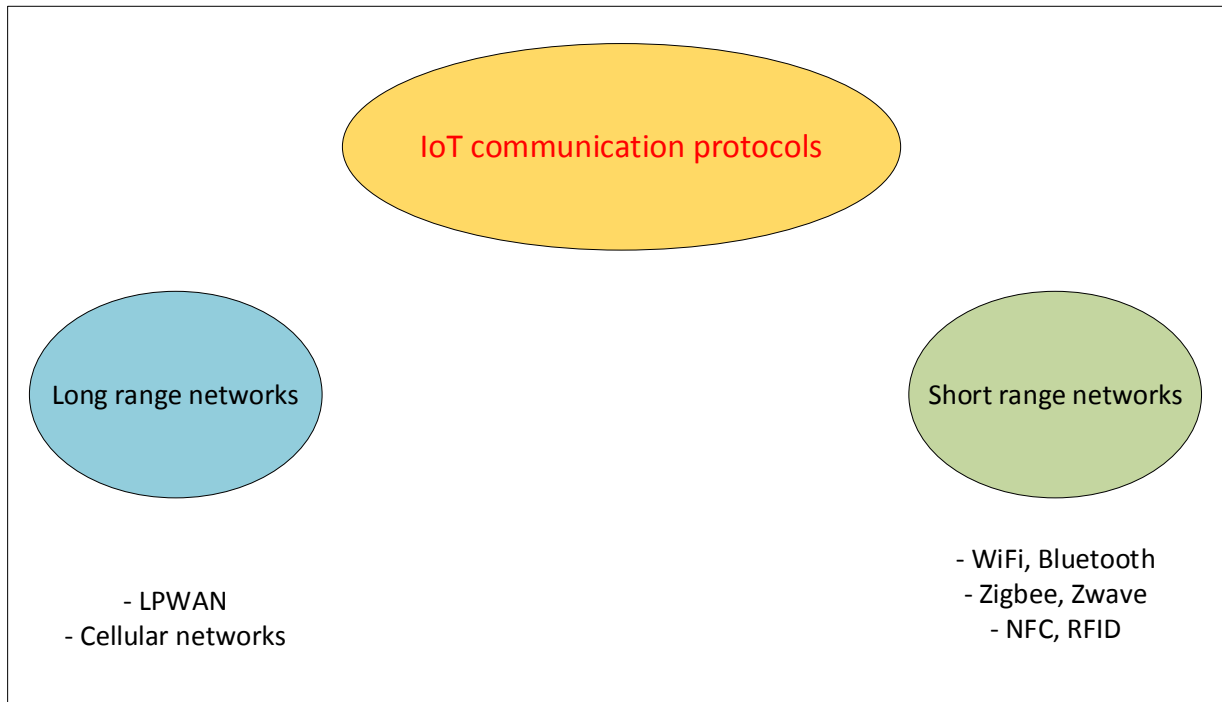 IoT communication protocols
Long range networks
Short range networks
- LPWAN
- Cellular networks
- WiFi, Bluetooth
- Zigbee, Zwave
- NFC, RFID